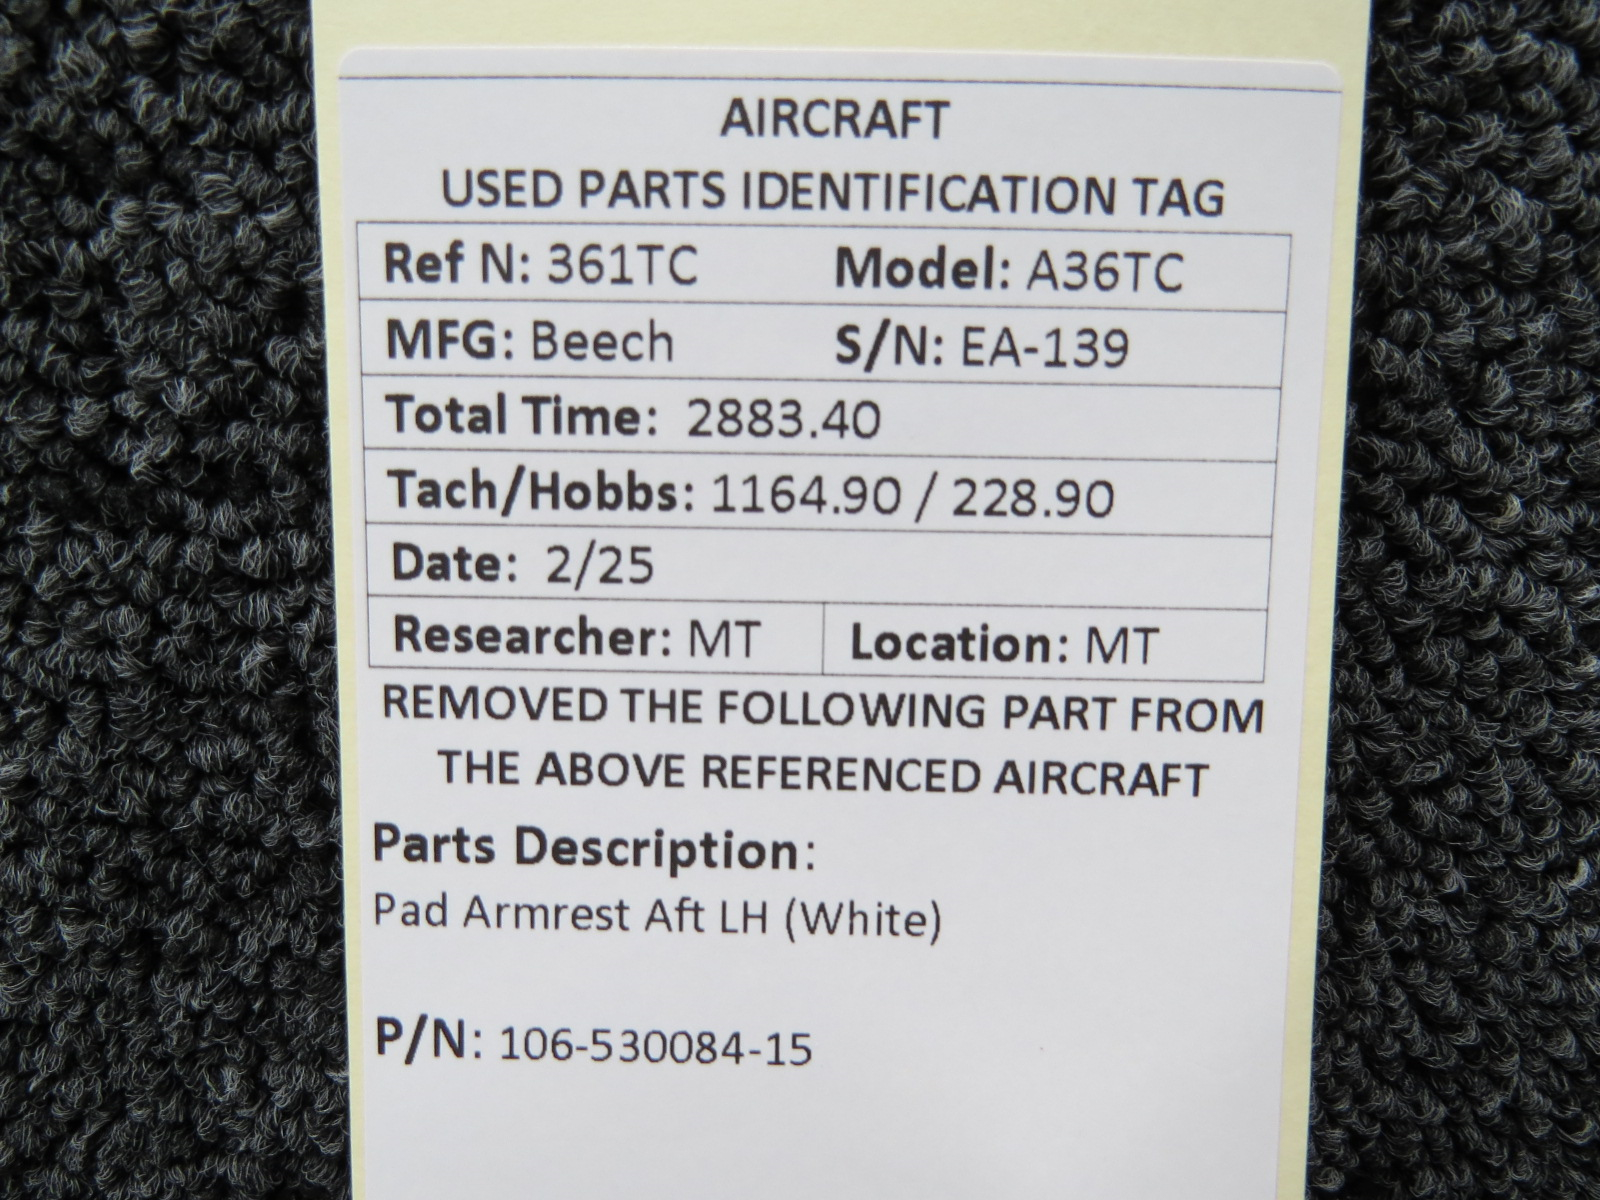 AIRCRAFT
USED PARTS IDENTIFICATION TAG
Ref N: 361TC Model: A36TC
MFG: Beech S/N: EA-139
Total Time: 2883.40
Tach/Hobbs: 1164.90 / 228.90
Date: 2/25
Researcher: MT Location: MT
REMOVED THE FOLLOWING PART FROM
THE ABOVE REFERENCED AIRCRAFT
Parts Description:
Pad Armrest Aft LH (White)
P/N: 106-530084-15